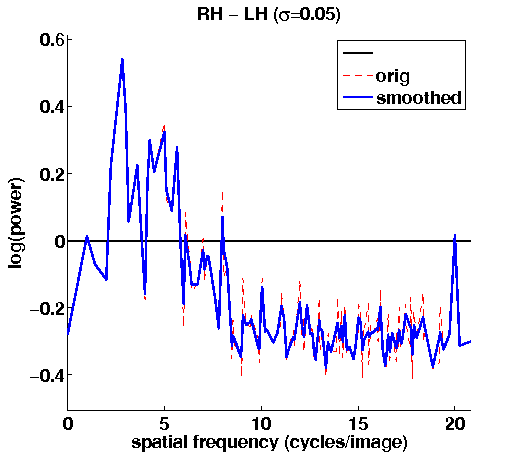 RH − LH (σ=0.05)
orig
smoothed
log(power)
0.6
0.4
0.2
0
−0.2
−0.4
0 5 10 15 20
spatial frequency (cycles/image)